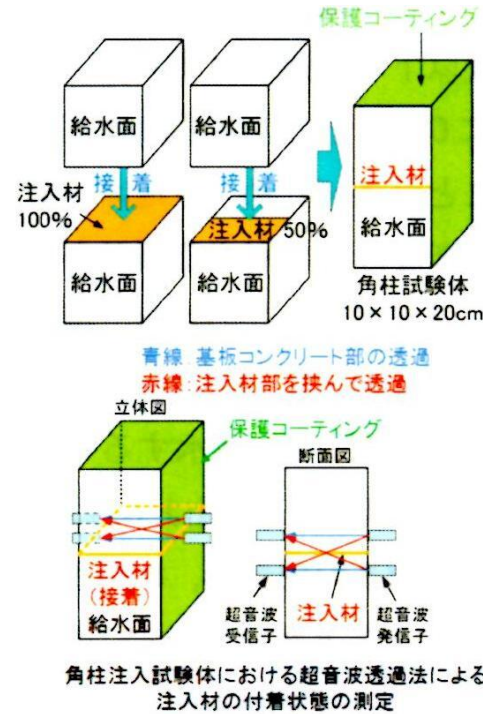 保護コーティング
給水面
給水面
接着
接着
注入材
100%
注入材 50%
給水面
給水面
注入材
給水面
角柱試験体
10×10×20cm
青線:基板コンクリート部の透過
赤線:注入材部を挟んで透過
立体図
保護コーティング
断面図
注入材
(接着)
給水面
超音波
受信子
注入材
超音波
発信子
角柱注入試験体における超音波透過法による
注入材の付着状態の測定